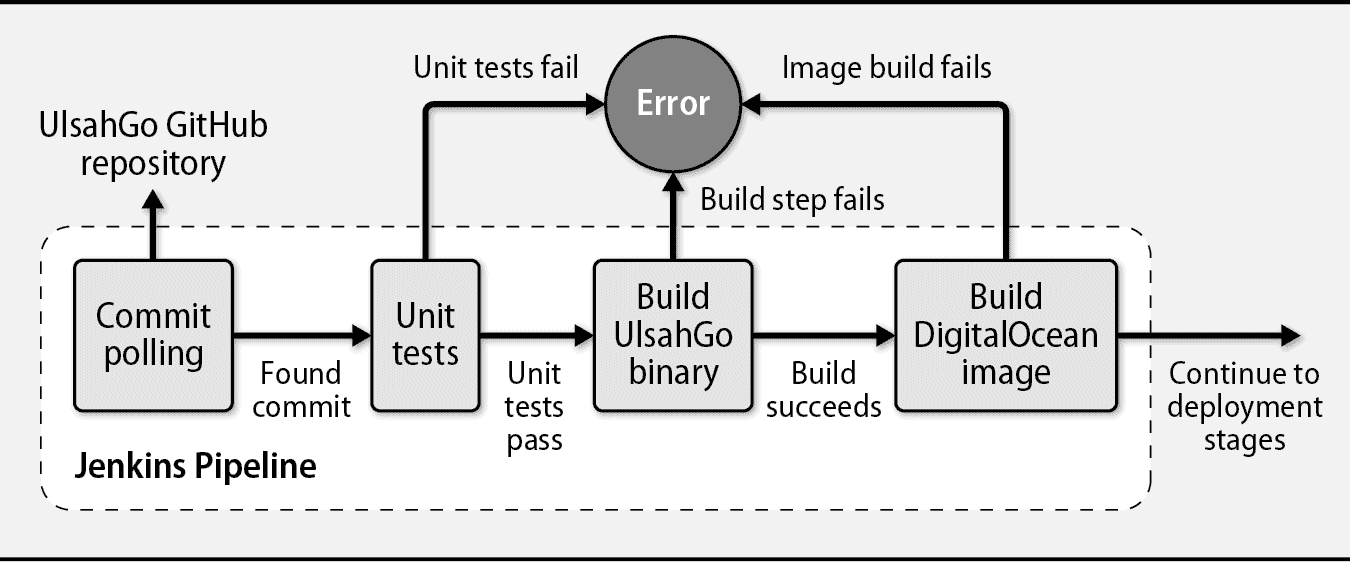 Unit tests fail
Image build fails
Error
UlsahGo GitHub
repository
Build step fails
Commit
polling
Unit
tests
Build
UlsahGo
binary
Build
DigitalOcean
image
Found
commit
Unit
tests
pass
Build
succeeds
Continue to
deployment
stages
Jenkins Pipeline